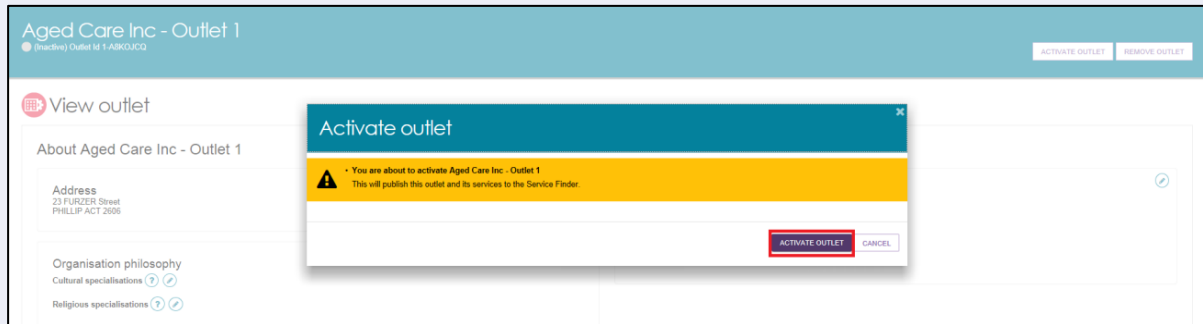 Aged Care Inc - Outlet 1
(Inactive) Outlet Id 1-A8KOJCQ
ACTIVATE OUTLET REMOVE OUTLET
View outlet
About Aged Care Inc - Outlet 1
Address
23 FURZER Street
PHILLIP ACT 2606
Organisation philosophy
Cultural specialisations ?
Religious specialisations ?
Activate outlet
• You are about to activate Aged Care Inc - Outlet 1
This will publish this outlet and its services to the Service Finder.
ACTIVATE OUTLET CANCEL